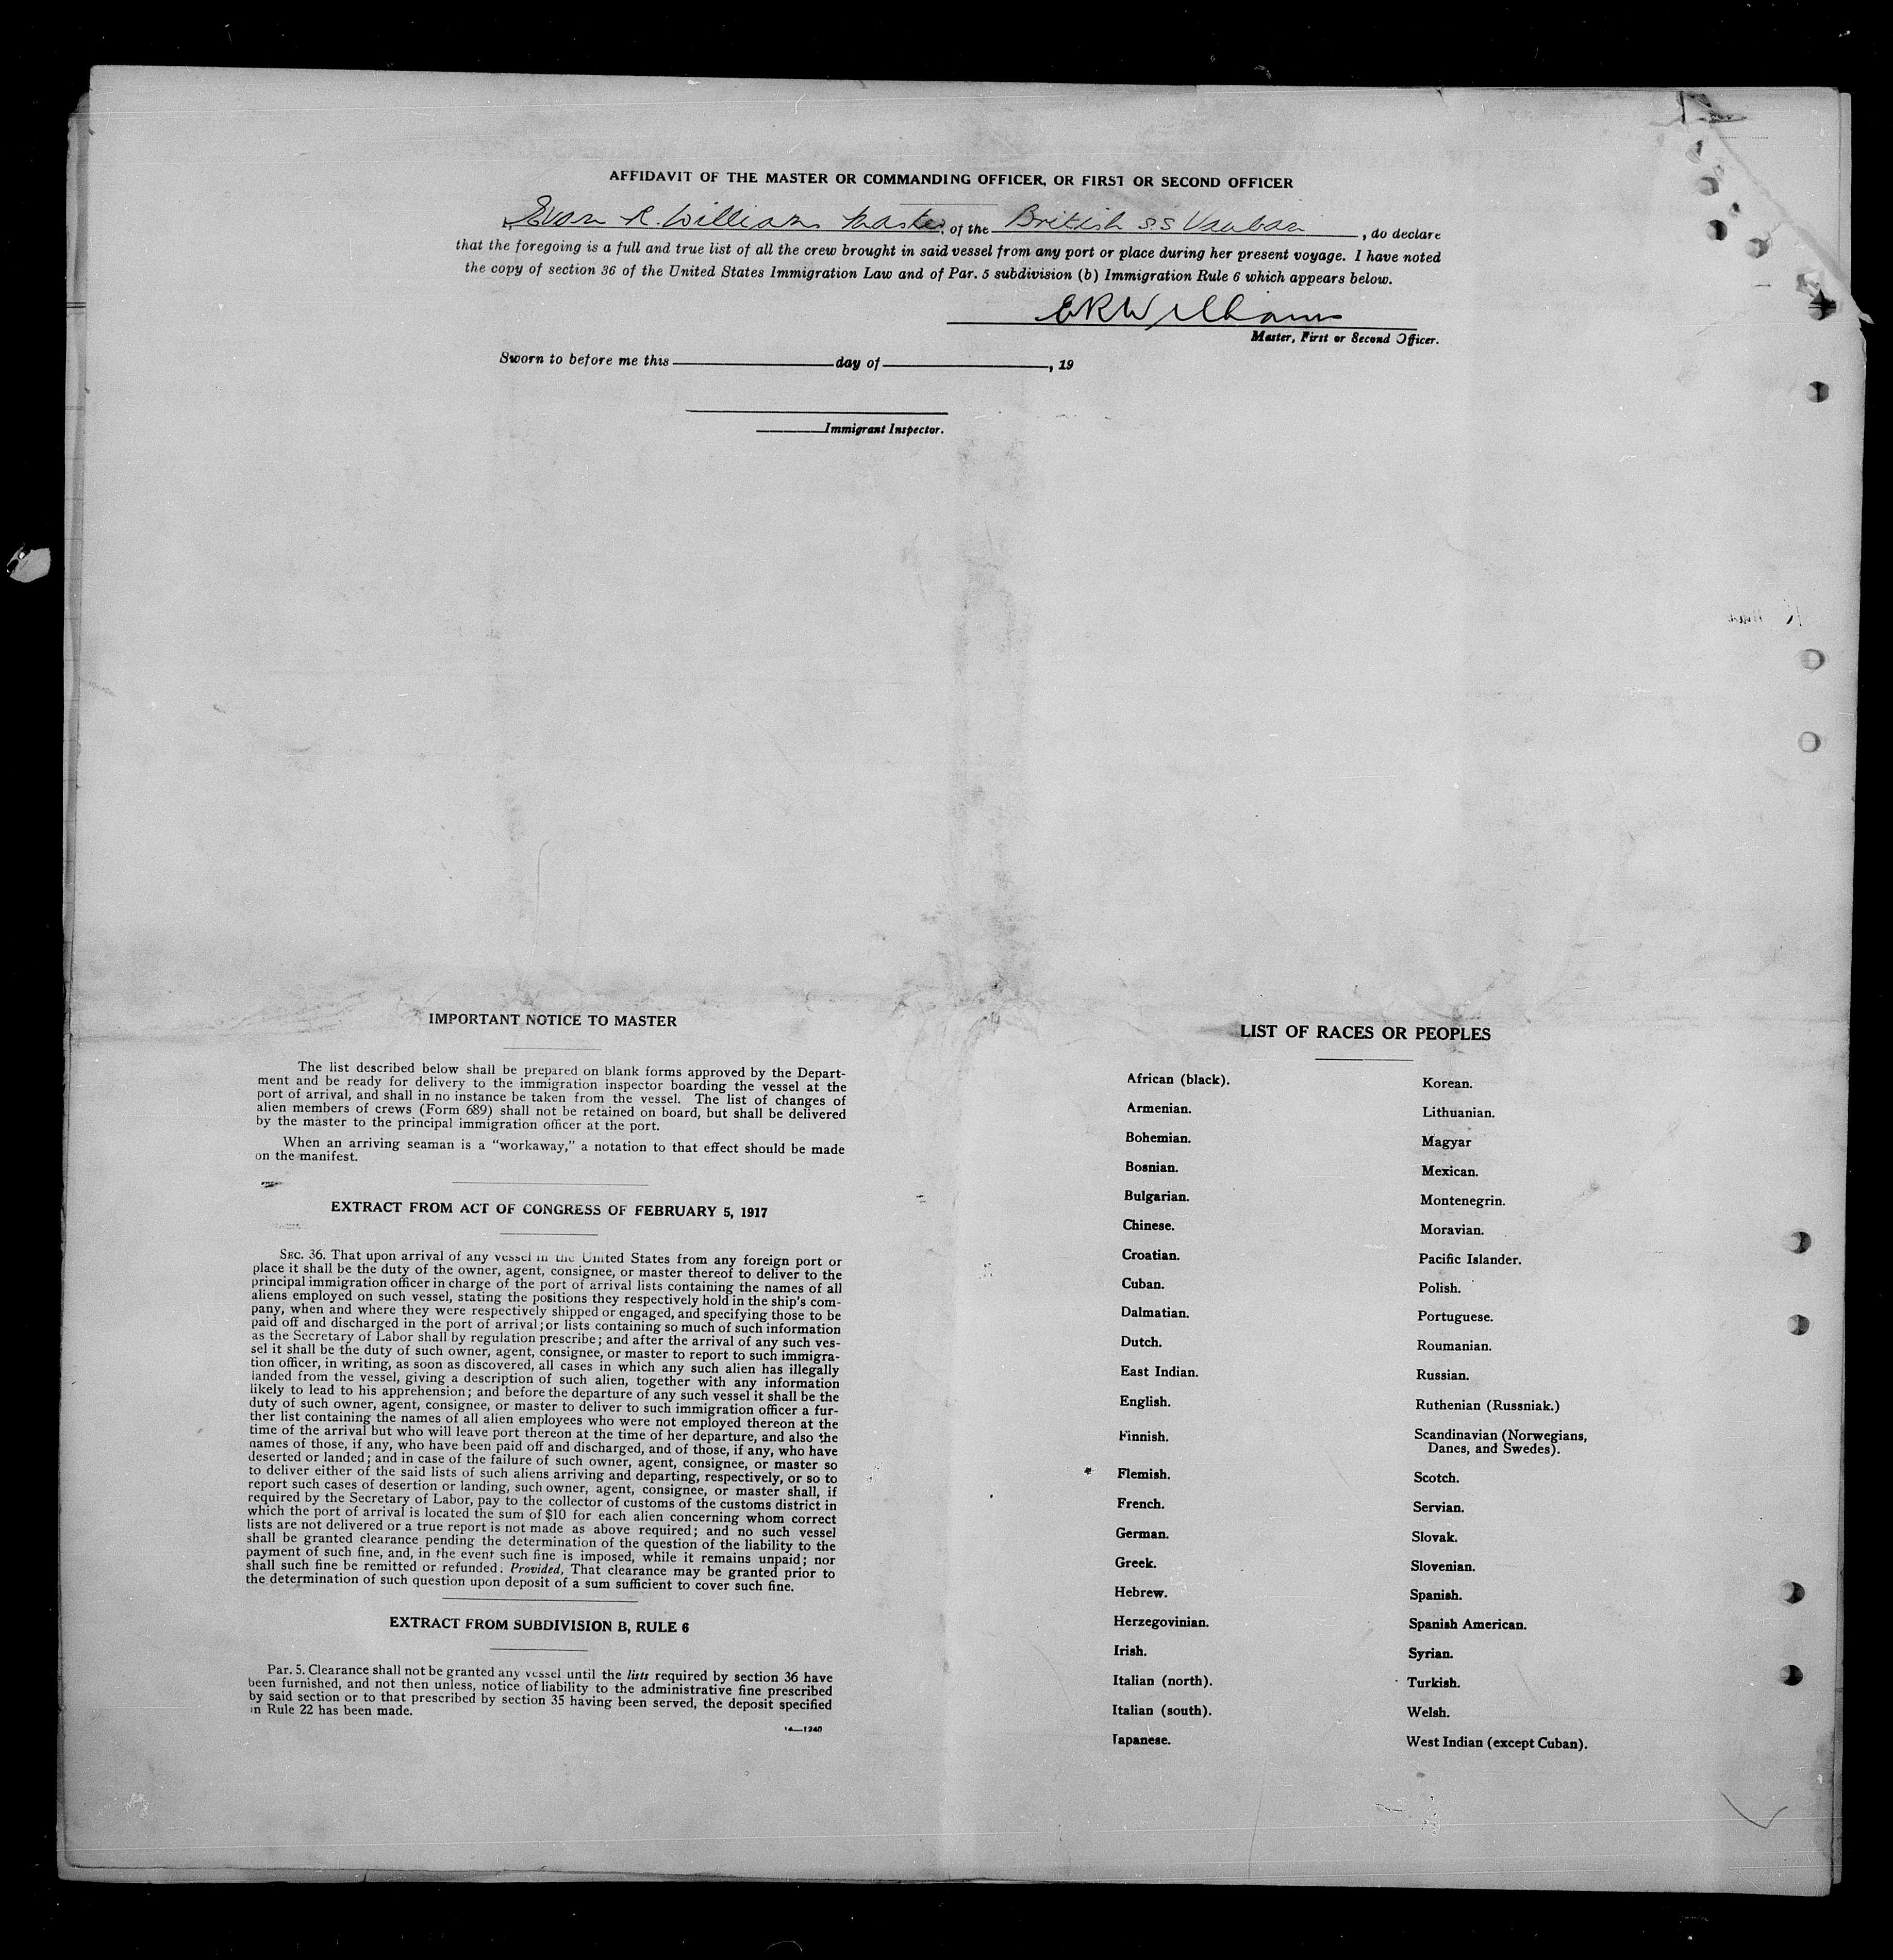 AFFIDAVIT OF THE MASTER OR COMMANDING OFFICER, OR FIRST OR SECOND OFFICER
I, Evan R. Williams Master, of the British S.S Vauban, do declare
that the foregoing is a full and true list of all the crew brought in said vessel from any port or place during her present voyage. I have noted
the copy of section 36 of the United States Immigration Law and of Par. 5 subdivision (b) Immigration Rule 6 which appears below.
ERWilliams
Master, First or Second Officer.
Sworn to before me this day of , 19
Immigrant Inspector.
IMPORTANT NOTICE TO MASTER
The list described below shall be prepared on blank forms approved by the Depart-
ment and be ready for delivery to the immigration inspector boarding the vessel at the
port of arrival, and shall in no instance be taken from the vessel. The list of changes of
alien members of crews (Form 689) shall not be retained on board, but shall be delivered
by the master to the principal immigration officer at the port.
When an arriving seaman is a "workaway," a notation to that effect should be made
on the manifest.
EXTRACT FROM ACT OF CONGRESS OF FEBRUARY 5, 1917
SEC. 36. That upon arrival of any vessel in the United States from any foreign port or
place it shall be the duty of the owner, agent, consignee, or master thereof to deliver to the
principal immigration officer in charge of the port of arrival lists containing the names of all
aliens employed on such vessel, stating the positions they respectively hold in the ship's com-
pany, when and where they were respectively shipped or engaged, and specifying those to be
paid off and discharged in the port of arrival; or lists containing so much of such information
as the Secretary of Labor shall by regulation prescribe; and after the arrival of any such ves-
sel it shall be the duty of such owner, agent, consignee, or master to report to such immigra-
tion officer, in writing, as soon as discovered, all cases in which any such alien has illegally
landed from the vessel, giving a description of such alien, together with any information
likely to lead to his apprehension; and before the departure of any such vessel it shall be the
duty of such owner, agent, consignee, or master to deliver to such immigration officer a fur-
ther list containing the names of all alien employees who were not employed thereon at the
time of the arrival but who will leave port thereon at the time of her departure, and also the
names of those, if any, who have been paid off and discharged, and of those, if any, who have
deserted or landed; and in case of the failure of such owner, agent, consignee, or master so
to deliver either of the said lists of such aliens arriving and departing, respectively, or so to
report such cases of desertion or landing, such owner, agent, consignee, or master shall, if
required by the Secretary of Labor, pay to the collector of customs of the customs district in
which the port of arrival is located the sum of $10 for each alien concerning whom correct
lists are not delivered or a true report is not made as above required; and no such vessel
shall be granted clearance pending the determination of the question of the liability to the
payment of such fine, and, in the event such fine is imposed, while it remains unpaid; nor
shall such fine be remitted or refunded. Provided, That clearance may be granted prior to
the determination of such question upon deposit of a sum sufficient to cover such fine.
EXTRACT FROM SUBDIVISION B, RULE 6
Par. 5. Clearance shall not be granted any vessel until the lists required by section 36 have
been furnished, and not then unless, notice of liability to the administrative fine prescribed
by said section or to that prescribed by section 35 having been served, the deposit specified
in Rule 22 has been made.
14—1240
LIST OF RACES OR PEOPLES
African (black).
Armenian.
Bohemian.
Bosnian.
Bulgarian.
Chinese.
Croatian.
Cuban.
Dalmatian.
Dutch.
East Indian.
English.
Finnish.
Flemish.
French.
German.
Greek.
Hebrew.
Herzegovinian.
Irish.
Italian (north).
Italian (south).
Japanese.
Korean.
Lithuanian.
Magyar
Mexican.
Montenegrin.
Moravian.
Pacific Islander.
Polish.
Portuguese.
Roumanian.
Russian.
Ruthenian (Russniak.)
Scandinavian (Norwegians,
Danes, and Swedes).
Scotch.
Servian.
Slovak.
Slovenian.
Spanish.
Spanish American.
Syrian.
Turkish.
Welsh.
West Indian (except Cuban).